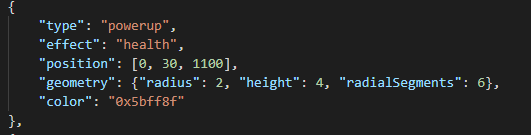 {
"type": "powerup",
"effect": "health",
"position": [0, 30, 1100],
"geometry": {"radius": 2, "height": 4, "radialSegments": 6},
"color": "0x5bff8f"
},